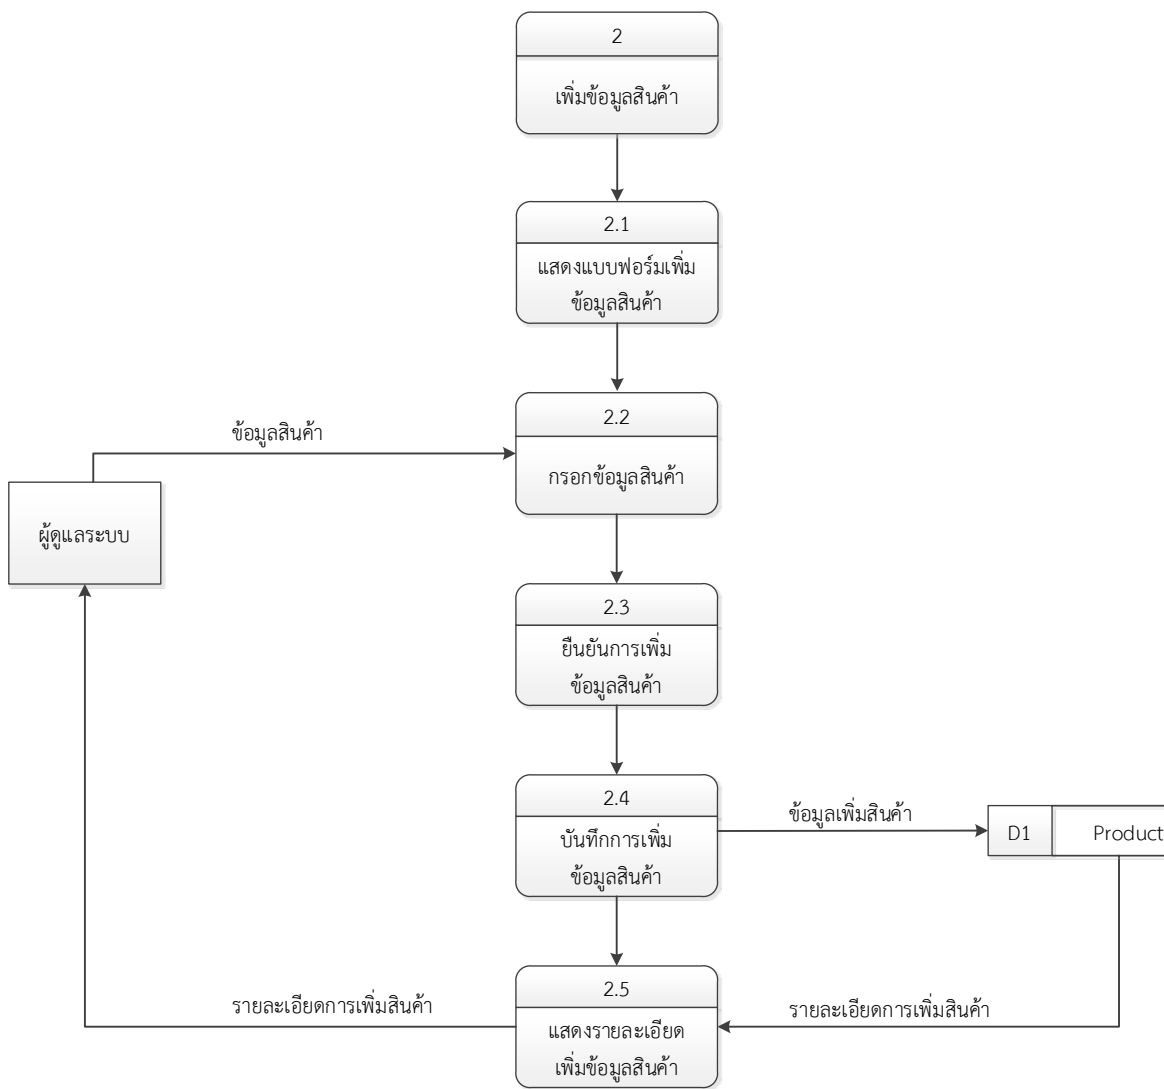 2
เพิ่มข้อมูลสินค้า
2.1
แสดงแบบฟอร์มเพิ่ม
ข้อมูลสินค้า
2.2
ข้อมูลสินค้า
กรอกข้อมูลสินค้า
ผู้ดูแลระบบ
2.3
ยืนยันการเพิ่ม
ข้อมูลสินค้า
2.4
ข้อมูลเพิ่มสินค้า
บันทึกการเพิ่ม
ข้อมูลสินค้า
D1
Product
2.5
รายละเอียดการเพิ่มสินค้า
รายละเอียดการเพิ่มสินค้า
แสดงรายละเอียด
เพิ่มข้อมูลสินค้า